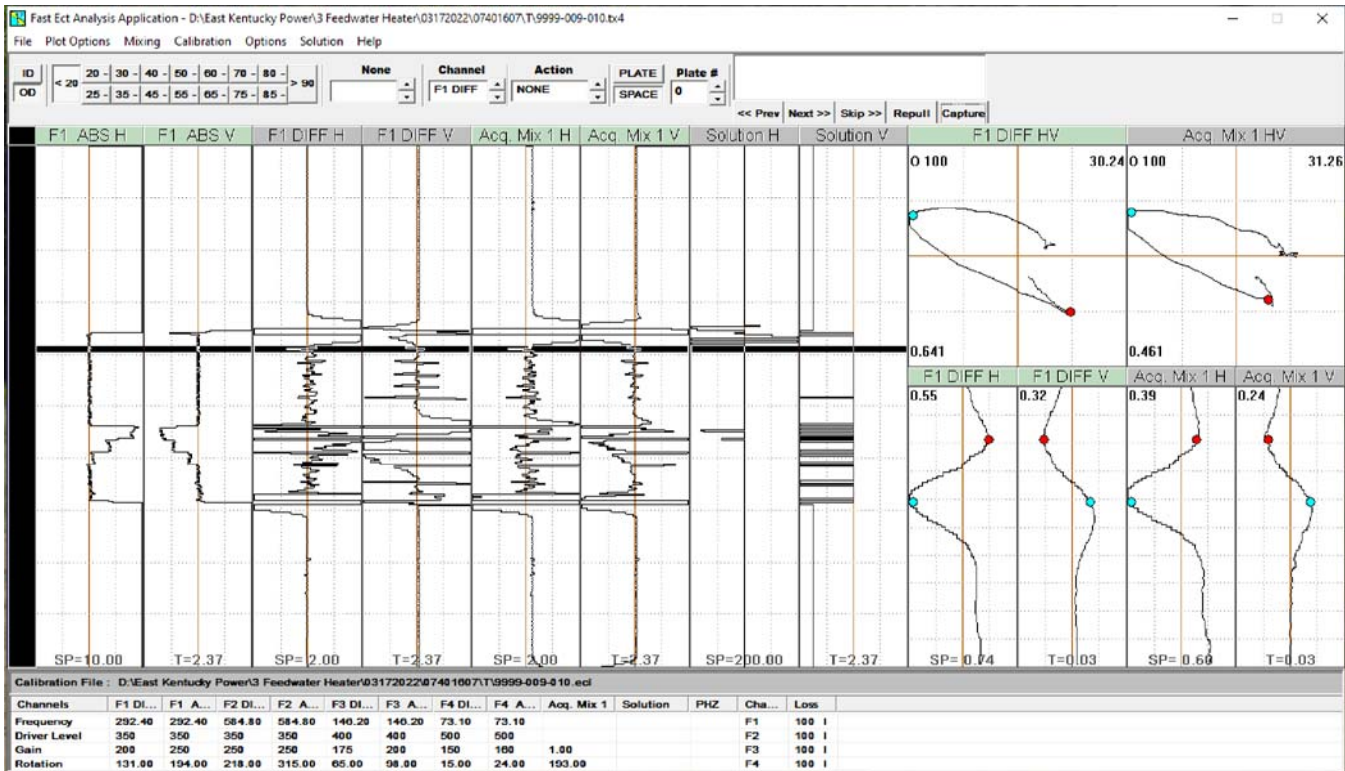 Fast Ect Analysis Application - D:\East Kentucky Power\3 Feedwater Heater\03172022\07401607\T\9999-009-010.tx4
File Plot Options Mixing Calibration Options Solution Help
ID
OD
< 20
20 - 30 - 40 - 50 - 60 - 70 - 80 -
25 - 35 - 45 - 55 - 65 - 75 - 85 -
> 90
None
Channel
F1 DIFF
Action
NONE
PLATE
SPACE
Plate #
0
<< Prev Next >> Skip >> Repull Capture
F1 ABS H F1 ABS V F1 DIFF H F1 DIFF V Acq. Mix 1 H Acq. Mix 1 V Solution H Solution V F1 DIFF HV Acq. Mix 1 HV
O 100 30.24 O 100 31.26
0.641 0.461
F1 DIFF H F1 DIFF V Acq. Mix 1 H Acq. Mix 1 V
0.55 0.32 0.39 0.24
SP=10.00 T=2.37 SP=2.00 T=2.37 SP=2.00 T=2.37 SP=200.00 T=2.37 SP=0.74 T=0.03 SP=0.60 T=0.03
Calibration File : D:\East Kentucky Power\3 Feedwater Heater\03172022\07401607\T\9999-009-010.eci
Channels F1 DI... F1 A... F2 DI... F2 A... F3 DI... F3 A... F4 DI... F4 A... Acq. Mix 1 Solution PHZ Cha... Loss
Frequency 292.40 292.40 584.80 584.80 146.20 146.20 73.10 73.10 F1 100 I
Driver Level 350 350 350 350 400 400 500 500 F2 100 I
Gain 200 250 250 250 175 200 150 160 1.00 F3 100 I
Rotation 131.00 194.00 218.00 315.00 65.00 98.00 15.00 24.00 193.00 F4 100 I